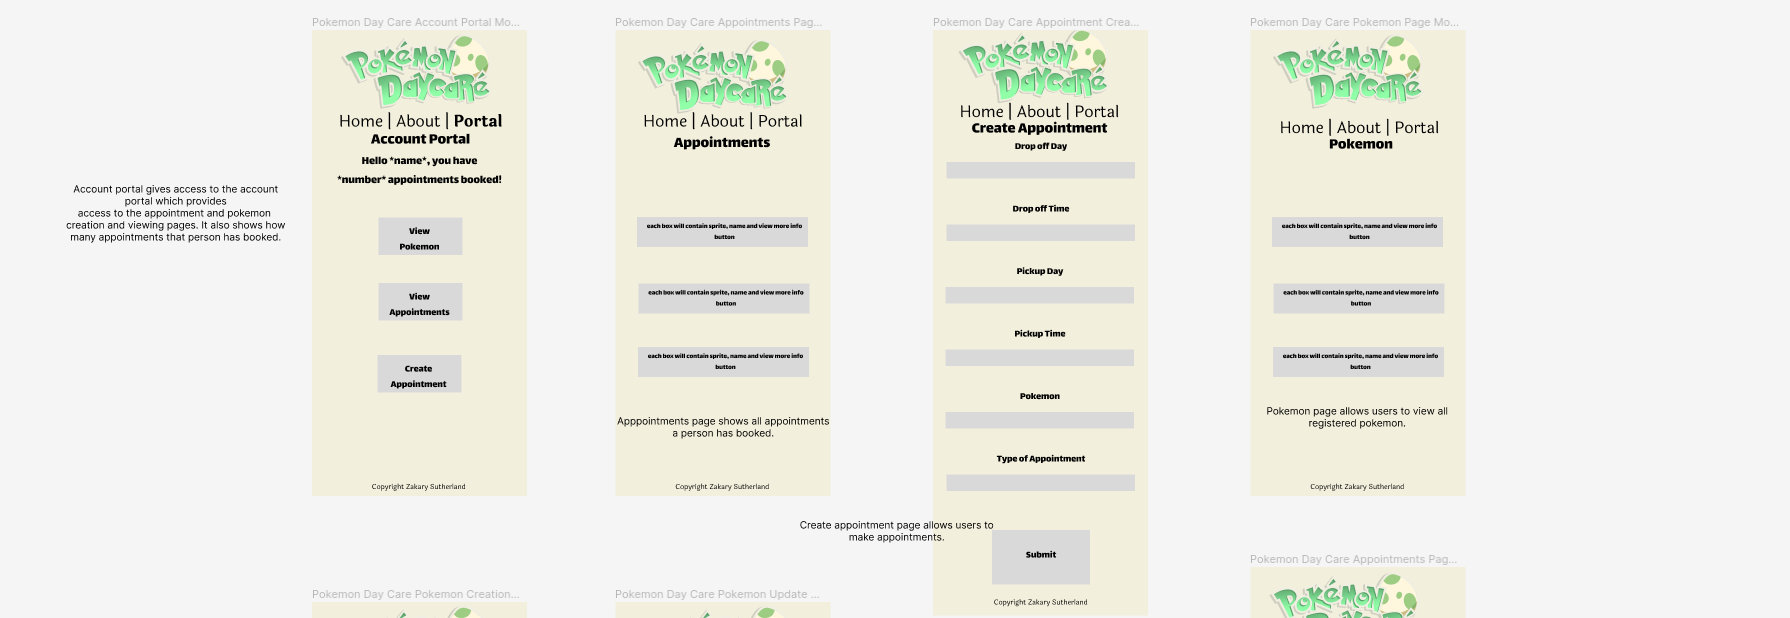 Pokemon Day Care Account Portal Mo...
POKéMON
DAYCARé
Home | About | Portal
Account Portal
Hello *name*, you have
*number* appointments booked!
Account portal gives access to the account
portal which provides
access to the appointment and pokemon
creation and viewing pages. It also shows how
many appointments that person has booked.
View
Pokemon
View
Appointments
Create
Appointment
Copyright Zakary Sutherland
Pokemon Day Care Appointments Pag...
POKéMON
DAYCARé
Home | About | Portal
Appointments
each box will contain sprite, name and view more info
button
each box will contain sprite, name and view more info
button
each box will contain sprite, name and view more info
button
Apppointments page shows all appointments
a person has booked.
Copyright Zakary Sutherland
Pokemon Day Care Appointment Crea...
POKéMON
DAYCARé
Home | About | Portal
Create Appointment
Drop off Day
Drop off Time
Pickup Day
Pickup Time
Pokemon
Type of Appointment
Create appointment page allows users to
make appointments.
Submit
Copyright Zakary Sutherland
Pokemon Day Care Pokemon Page Mo...
POKéMON
DAYCARé
Home | About | Portal
Pokemon
each box will contain sprite, name and view more info
button
each box will contain sprite, name and view more info
button
each box will contain sprite, name and view more info
button
Pokemon page allows users to view all
registered pokemon.
Copyright Zakary Sutherland
Pokemon Day Care Pokemon Creation...
Pokemon Day Care Pokemon Update ...
Pokemon Day Care Appointments Pag...
POKéMON